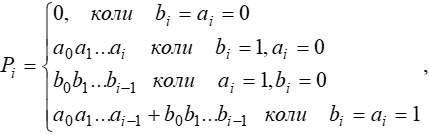 P_i = { 0, коли b_i = a_i = 0
a_0 a_1 ...a_i коли b_i = 1, a_i = 0
b_0 b_1 ...b_{i−1} коли a_i = 1, b_i = 0
a_0 a_1 ...a_{i−1} + b_0 b_1 ...b_{i−1} коли b_i = a_i = 1 ,